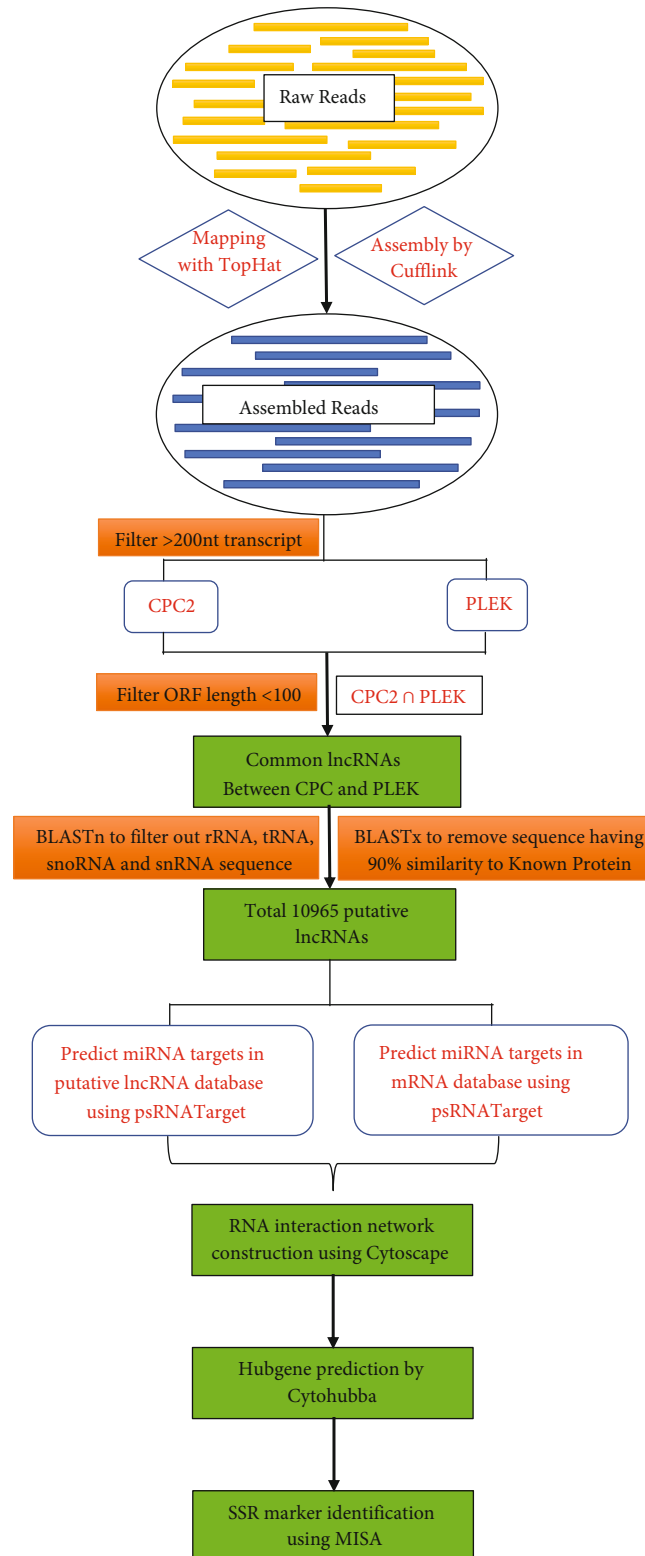 Raw Reads
Mapping
with TopHat
Assembly by
Cufflink
Assembled Reads
Filter >200nt transcript
CPC2
PLEK
Filter ORF length <100
CPC2 ∩ PLEK
Common lncRNAs
Between CPC and PLEK
BLASTn to filter out rRNA, tRNA,
snoRNA and snRNA sequence
BLASTx to remove sequence having
90% similarity to Known Protein
Total 10965 putative
lncRNAs
Predict miRNA targets in
putative lncRNA database
using psRNATarget
Predict miRNA targets in
mRNA database using
psRNATarget
RNA interaction network
construction using Cytoscape
Hubgene prediction by
Cytohubba
SSR marker identification
using MISA